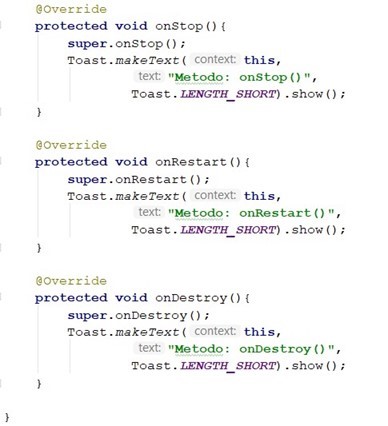 @Override
protected void onStop(){
super.onStop();
Toast.makeText( context: this,
text: "Metodo: onStop()",
Toast.LENGTH_SHORT).show();
}
@Override
protected void onRestart(){
super.onRestart();
Toast.makeText( context: this,
text: "Metodo: onRestart()",
Toast.LENGTH_SHORT).show();
}
@Override
protected void onDestroy(){
super.onDestroy();
Toast.makeText( context: this,
text: "Metodo: onDestroy()",
Toast.LENGTH_SHORT).show();
}
}